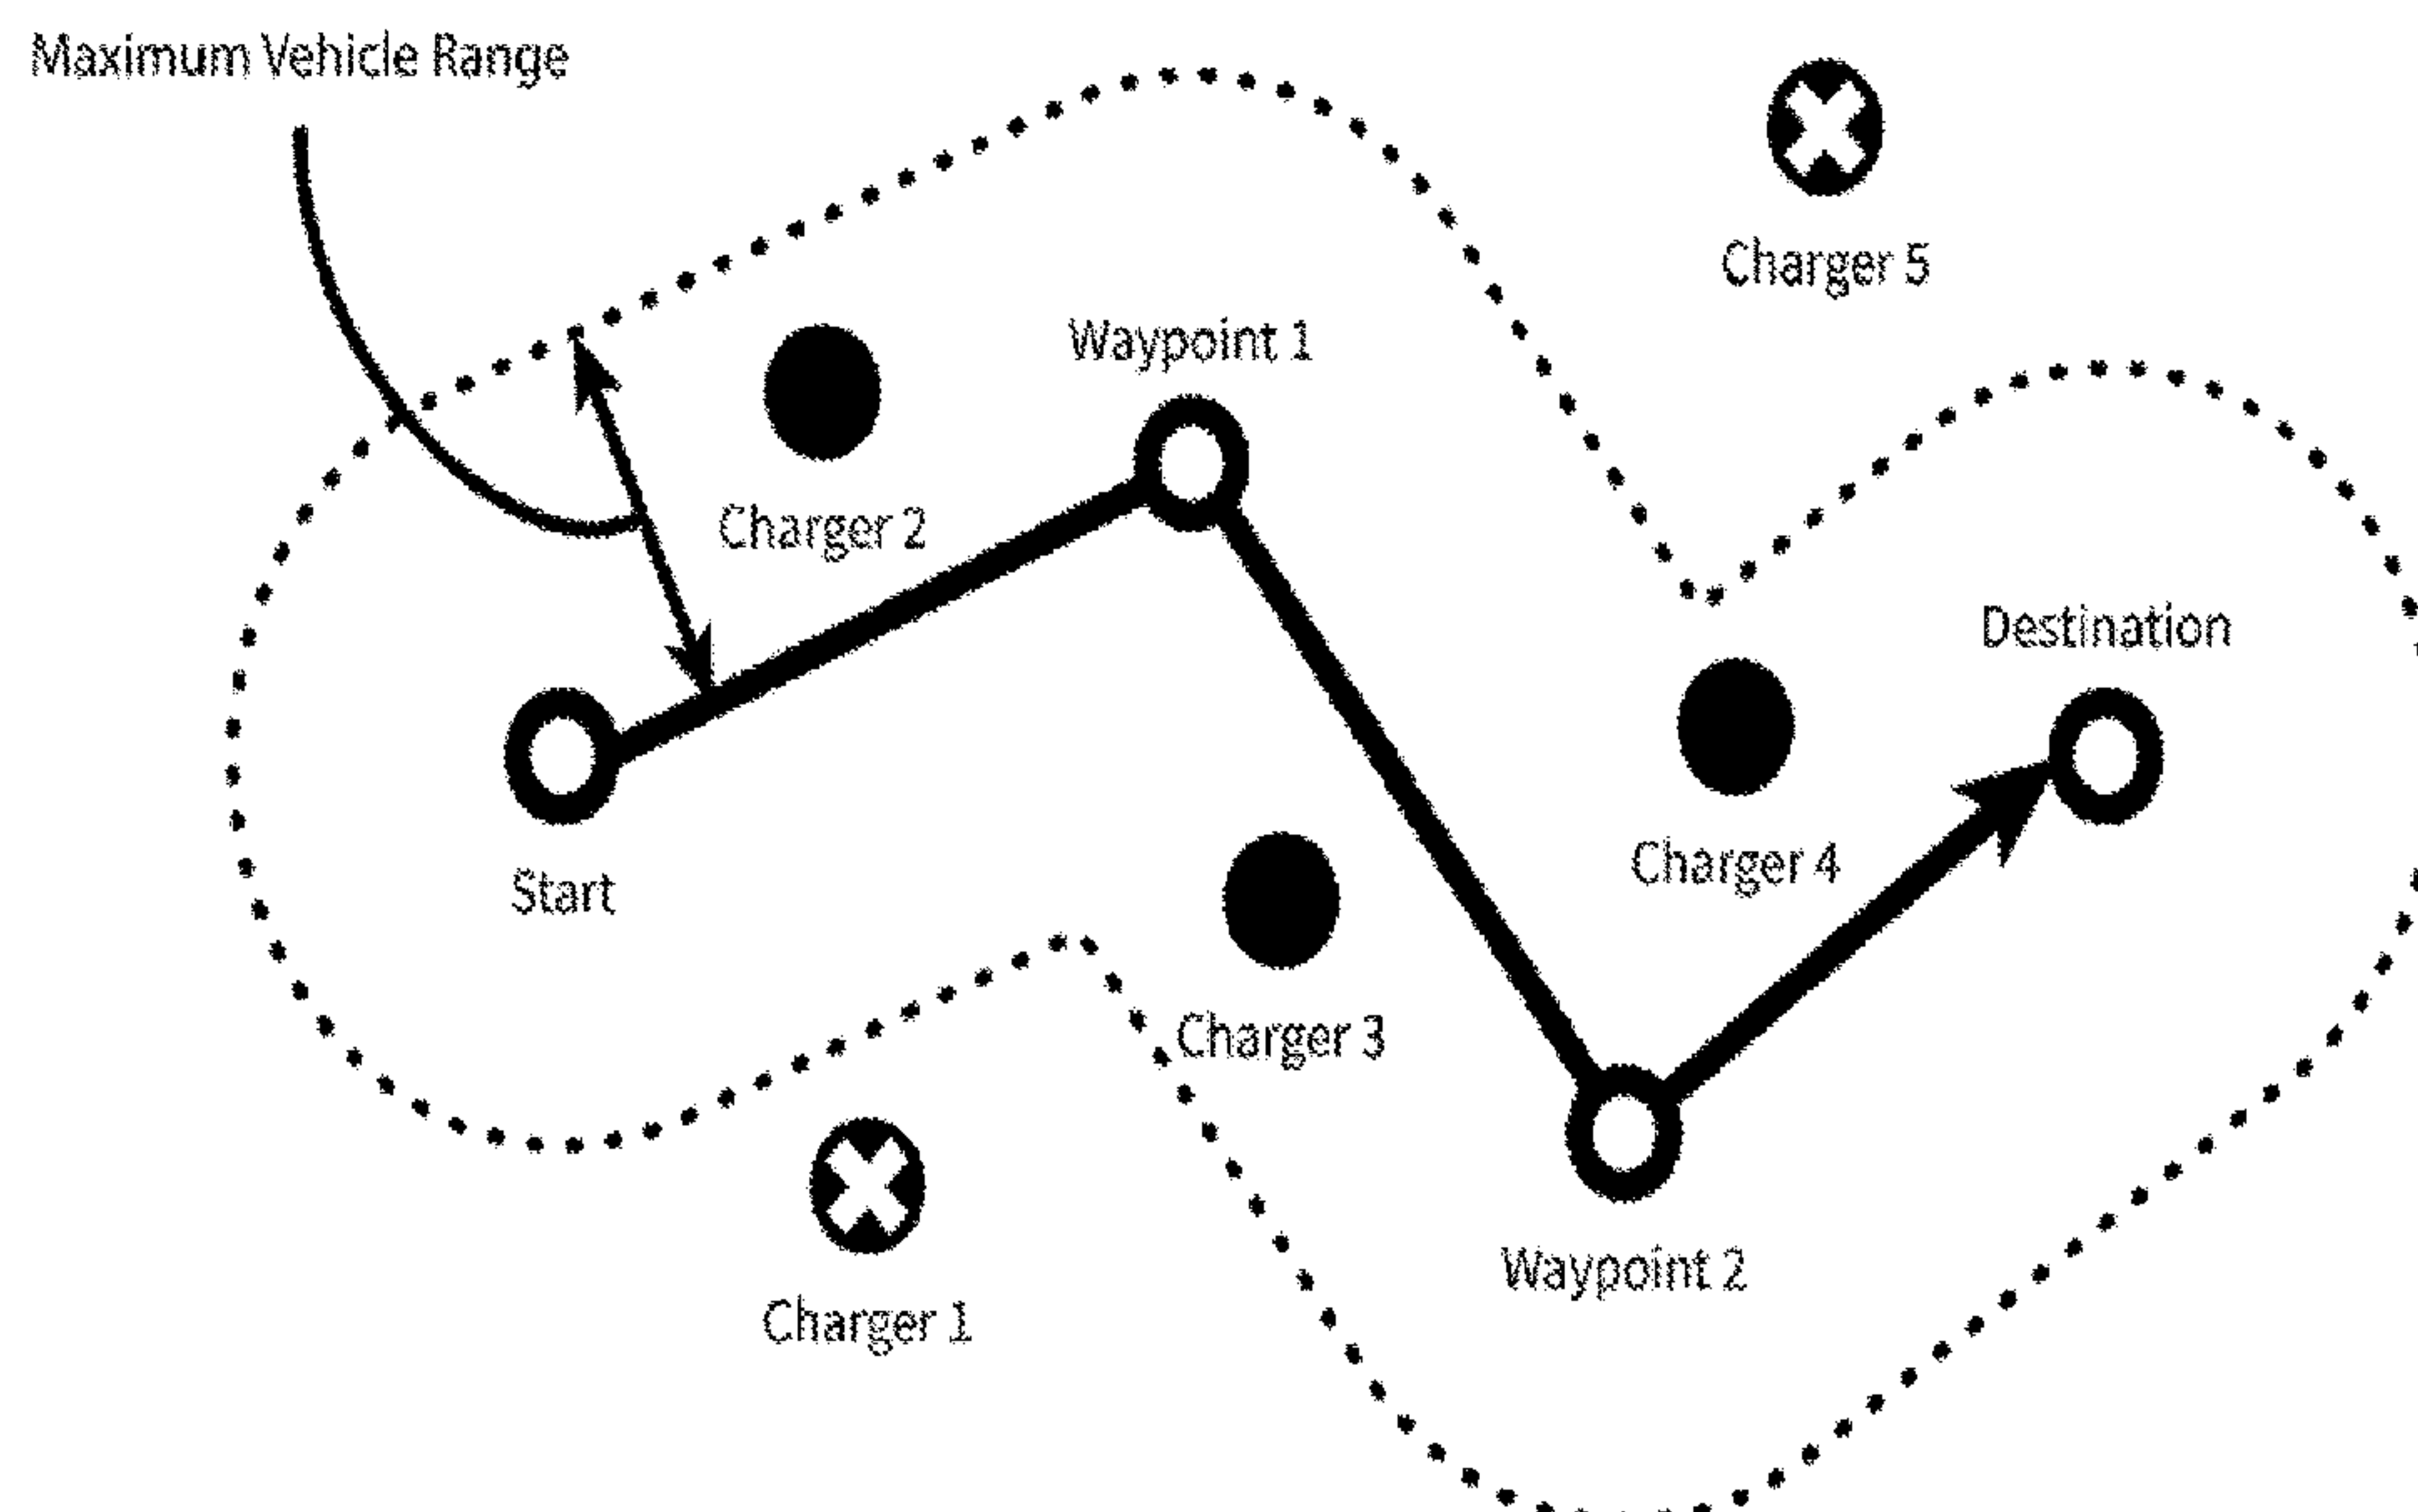 Maximum Vehicle Range
Charger 5
Waypoint 1
Charger 2
Destination
Charger 4
Start
Charger 3
Waypoint 2
Charger 1